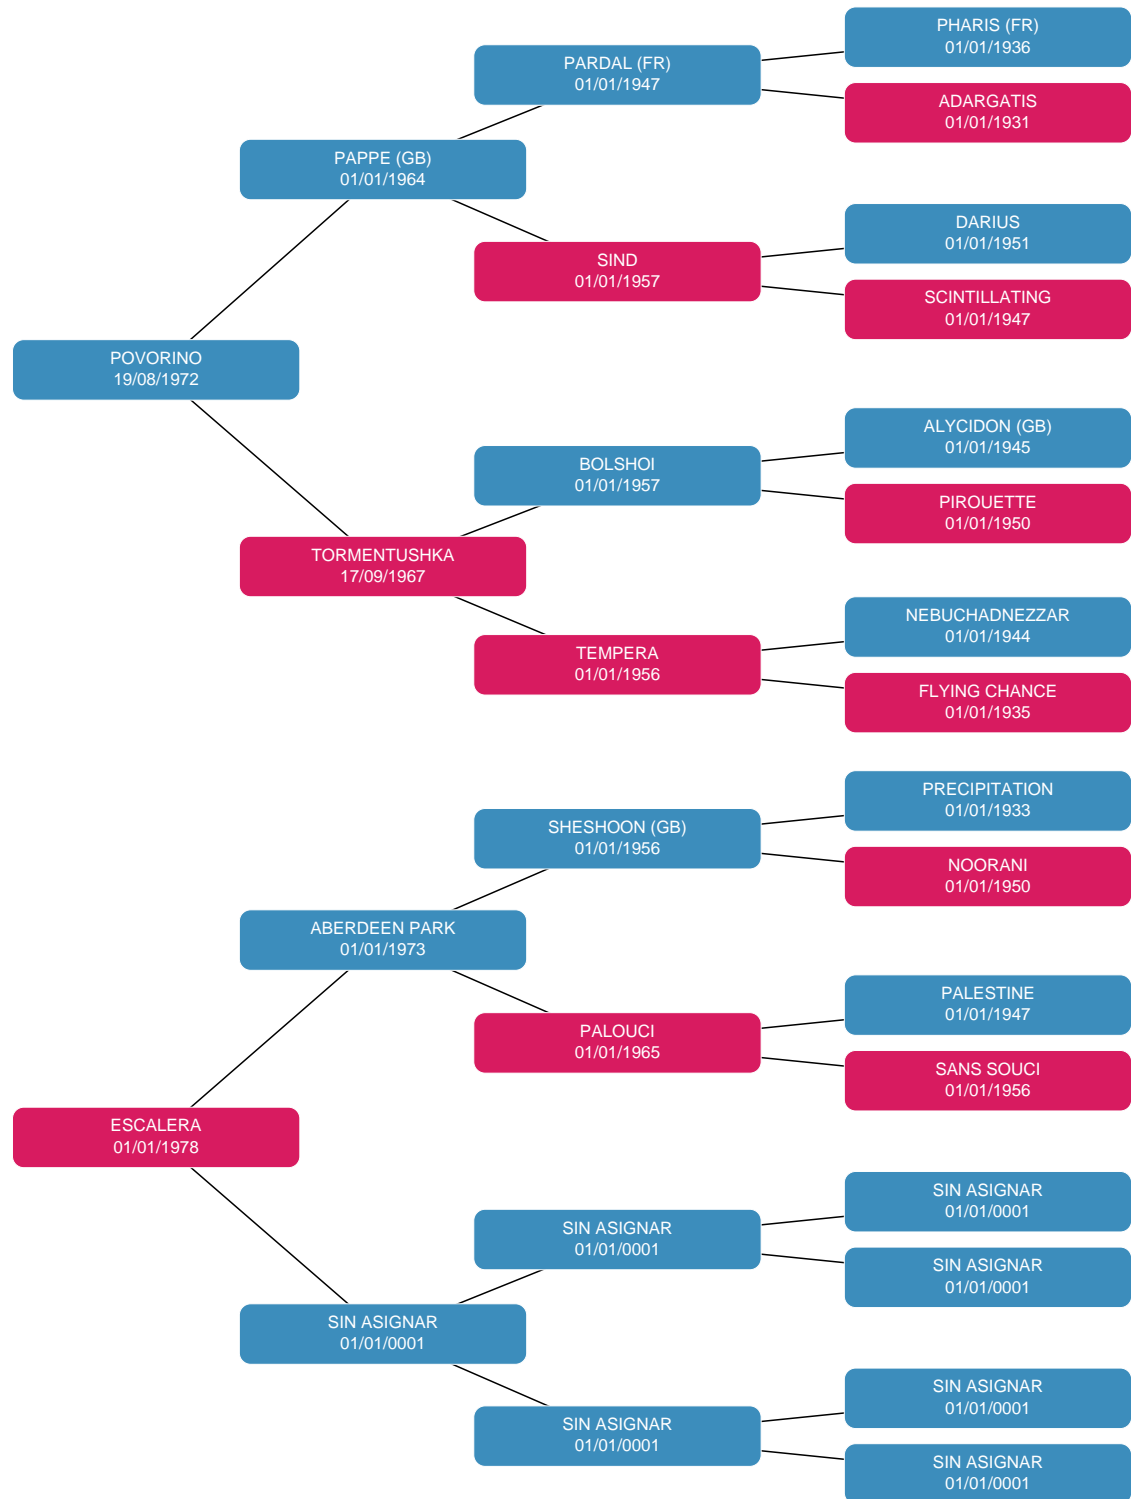 PHARIS (FR)
01/01/1936
PARDAL (FR)
01/01/1947
ADARGATIS
01/01/1931
PAPPE (GB)
01/01/1964
DARIUS
01/01/1951
SIND
01/01/1957
SCINTILLATING
01/01/1947
POVORINO
19/08/1972
ALYCIDON (GB)
01/01/1945
BOLSHOI
01/01/1957
PIROUETTE
01/01/1950
TORMENTUSHKA
17/09/1967
NEBUCHADNEZZAR
01/01/1944
TEMPERA
01/01/1956
FLYING CHANCE
01/01/1935
PRECIPITATION
01/01/1933
SHESHOON (GB)
01/01/1956
NOORANI
01/01/1950
ABERDEEN PARK
01/01/1973
PALESTINE
01/01/1947
PALOUCI
01/01/1965
SANS SOUCI
01/01/1956
ESCALERA
01/01/1978
SIN ASIGNAR
01/01/0001
SIN ASIGNAR
01/01/0001
SIN ASIGNAR
01/01/0001
SIN ASIGNAR
01/01/0001
SIN ASIGNAR
01/01/0001
SIN ASIGNAR
01/01/0001
SIN ASIGNAR
01/01/0001